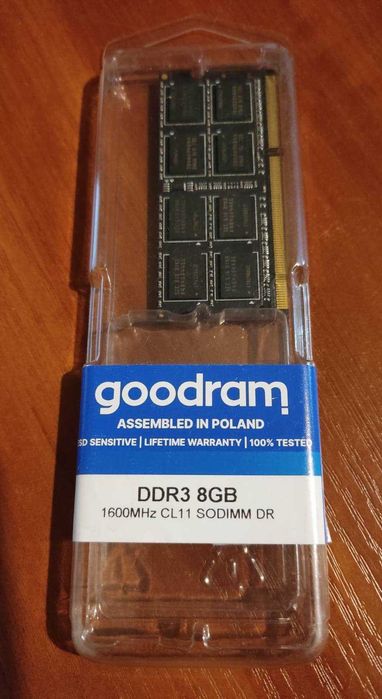 goodram
ASSEMBLED IN POLAND
SD SENSITIVE | LIFETIME WARRANTY | 100% TESTED
DDR3 8GB
1600MHz CL11 SODIMM DR